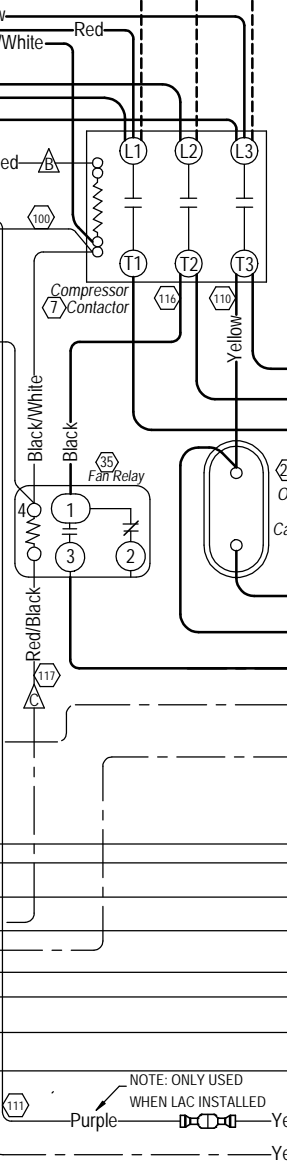 Red
/White
L1 L2 L3
B
100
T1 T2 T3
Compressor
7 Contactor
116
110
Yellow
Black/White
Black
35
Fan Relay
4
1
3
2
Red/Black
117
C
NOTE: ONLY USED
WHEN LAC INSTALLED
111
Purple